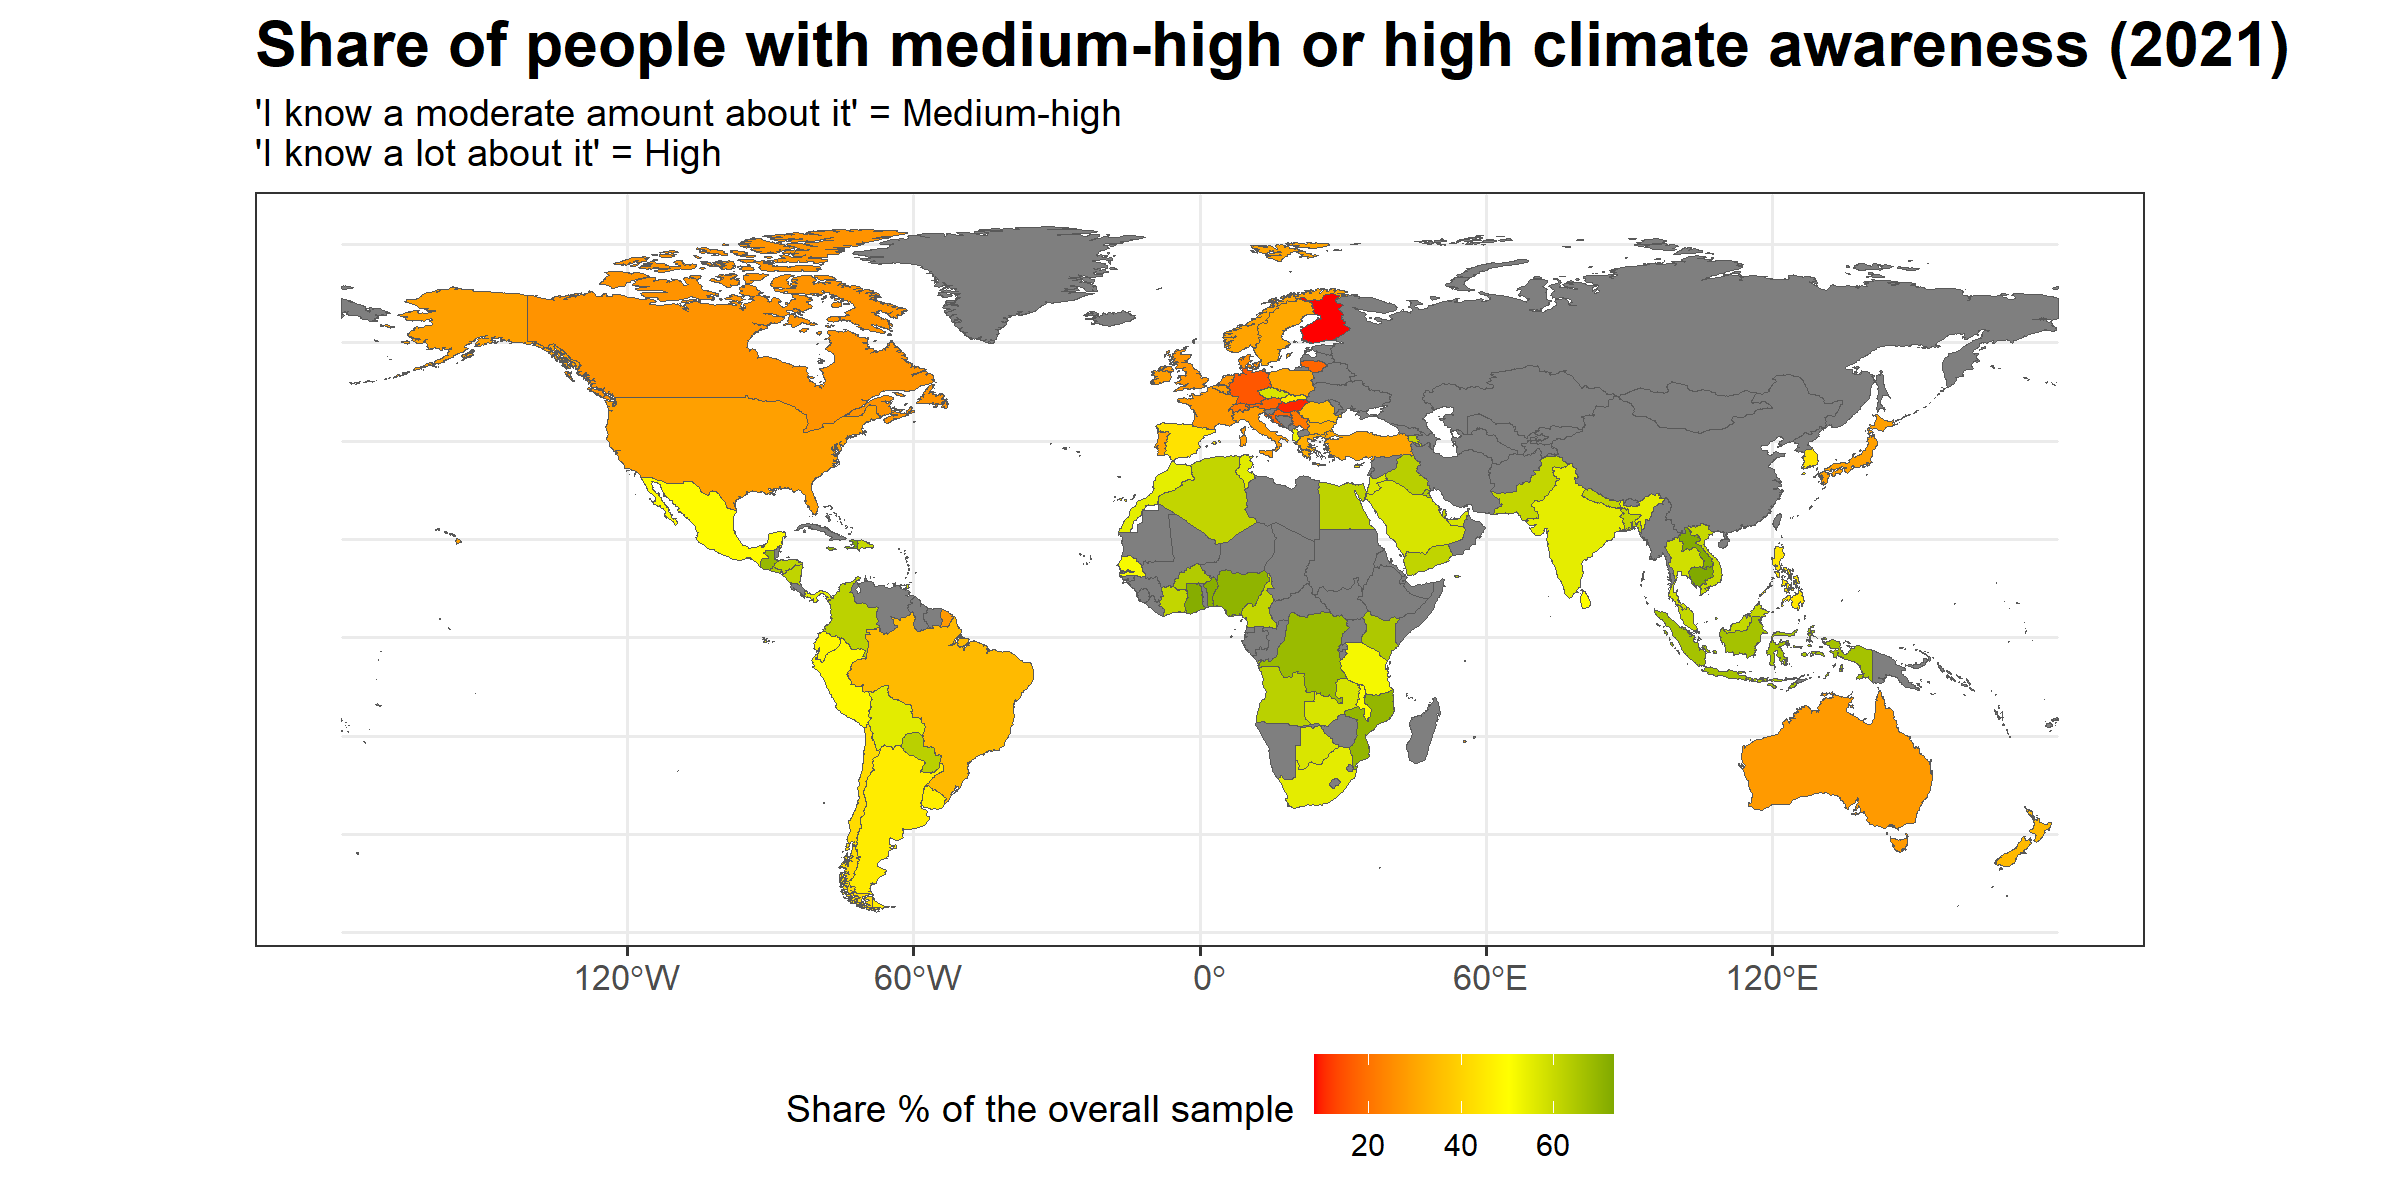 Share of people with medium-high or high climate awareness (2021)
'I know a moderate amount about it' = Medium-high
'I know a lot about it' = High
120°W 60°W 0° 60°E 120°E
Share % of the overall sample
20 40 60